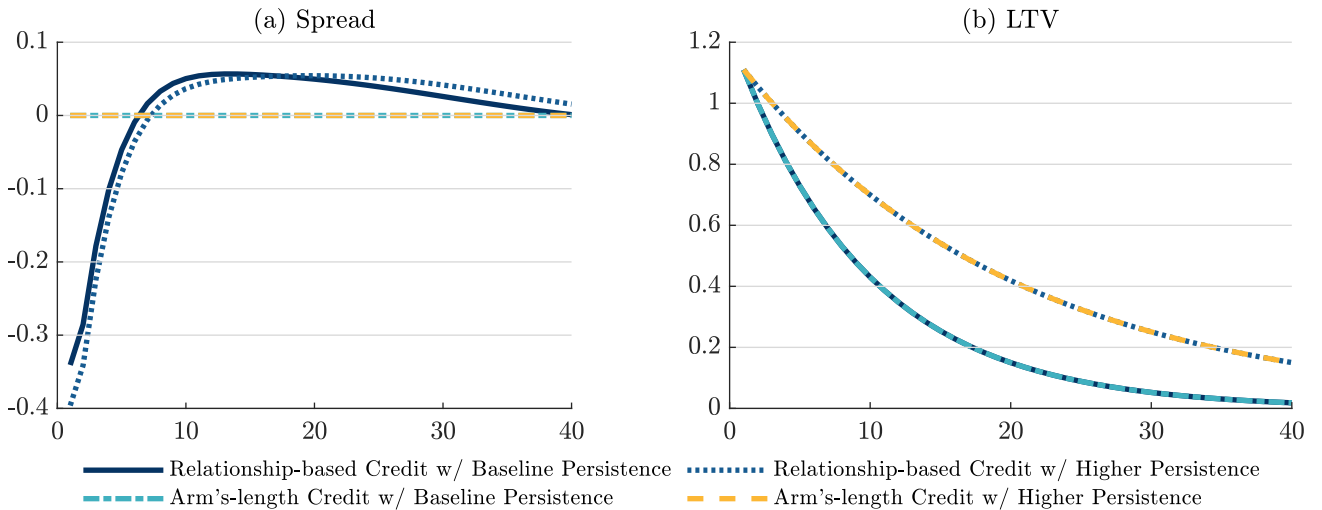 (a) Spread
0.1
0
-0.1
-0.2
-0.3
-0.4
0 10 20 30 40
(b) LTV
1.2
1
0.8
0.6
0.4
0.2
0
0 10 20 30 40
Relationship-based Credit w/ Baseline Persistence
Relationship-based Credit w/ Higher Persistence
Arm's-length Credit w/ Baseline Persistence
Arm's-length Credit w/ Higher Persistence